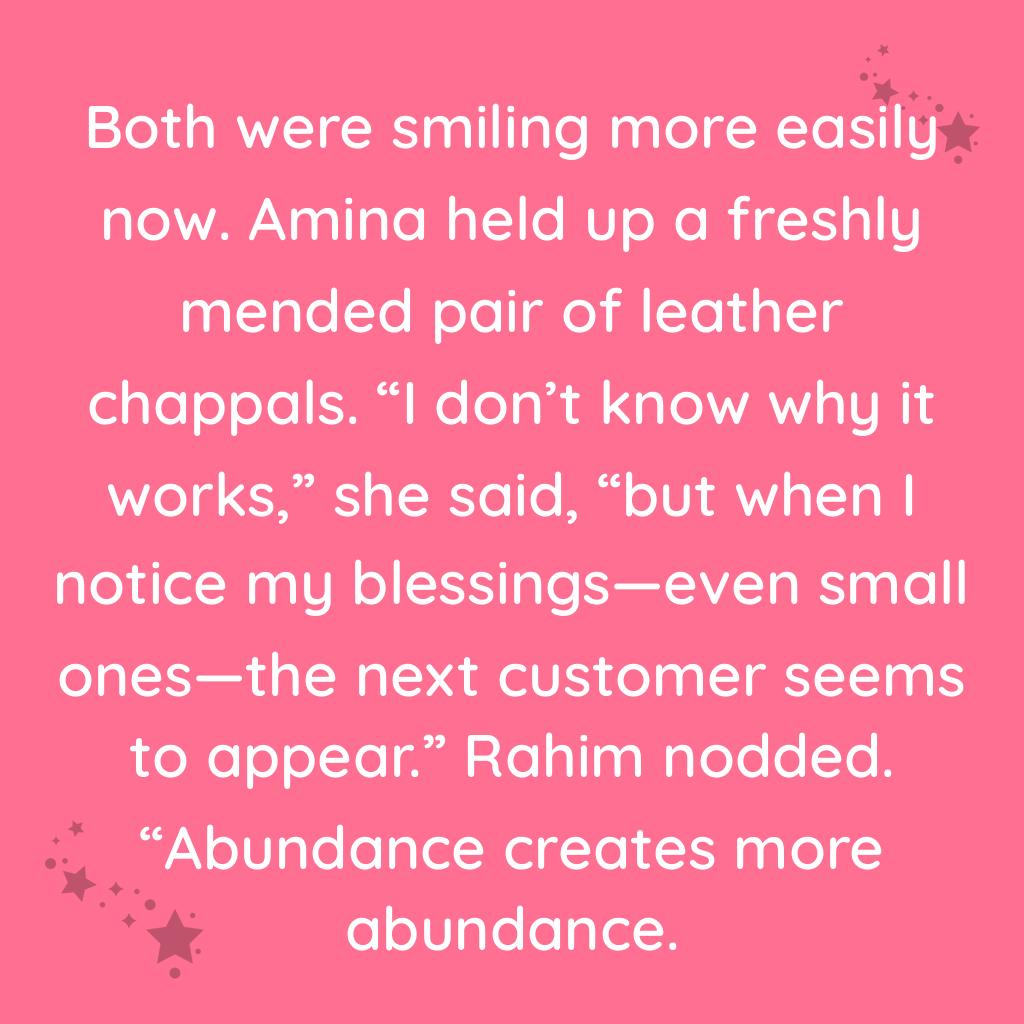 Both were smiling more easily
now. Amina held up a freshly
mended pair of leather
chappals. “I don’t know why it
works,” she said, “but when I
notice my blessings—even small
ones—the next customer seems
to appear.” Rahim nodded.
“Abundance creates more
abundance.